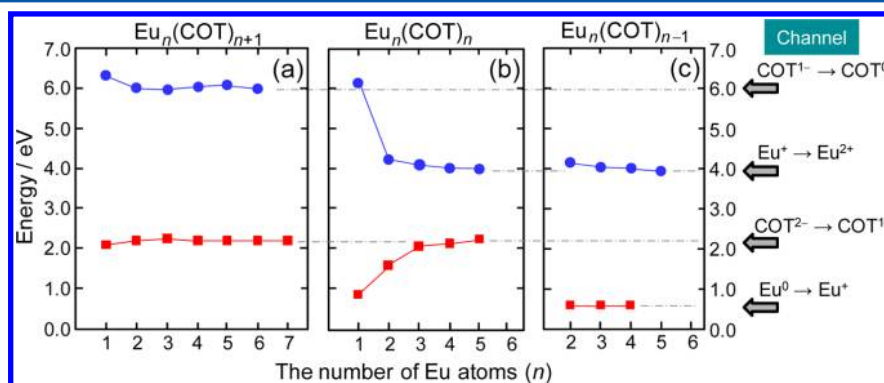 Euₙ(COT)ₙ₊₁
Euₙ(COT)ₙ
Euₙ(COT)ₙ₋₁
Channel
(a)
(b)
(c)
Energy / eV
7.0
6.0
5.0
4.0
3.0
2.0
1.0
0.0
7.0
6.0
5.0
4.0
3.0
2.0
1.0
0.0
COT¹⁻ → COT⁰
Eu⁺ → Eu²⁺
COT²⁻ → COT¹
Eu⁰ → Eu⁺
1 2 3 4 5 6 7
1 2 3 4 5 6
2 3 4 5 6
The number of Eu atoms (n)